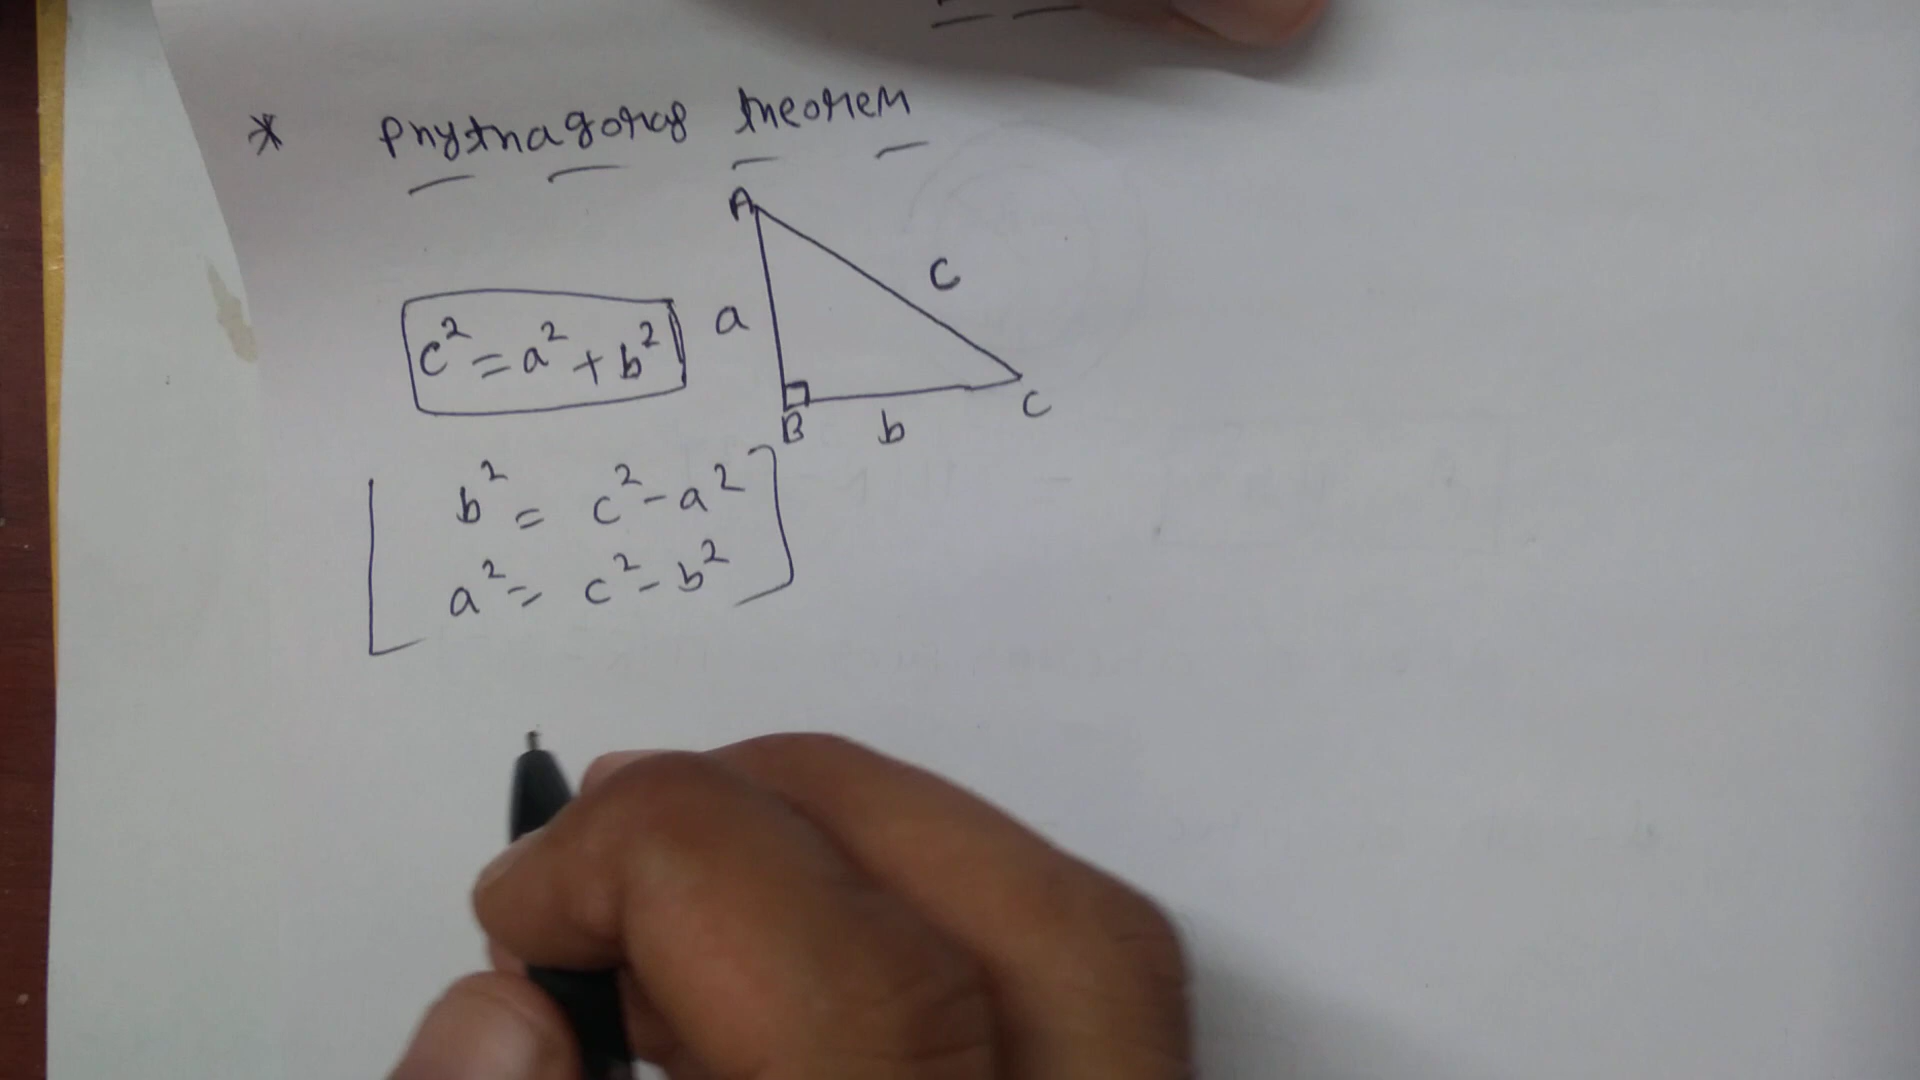 * Phythagoras theorem
A
c
a
c² = a² + b²
B
b
C
b² = c² - a²
a² = c² - b²